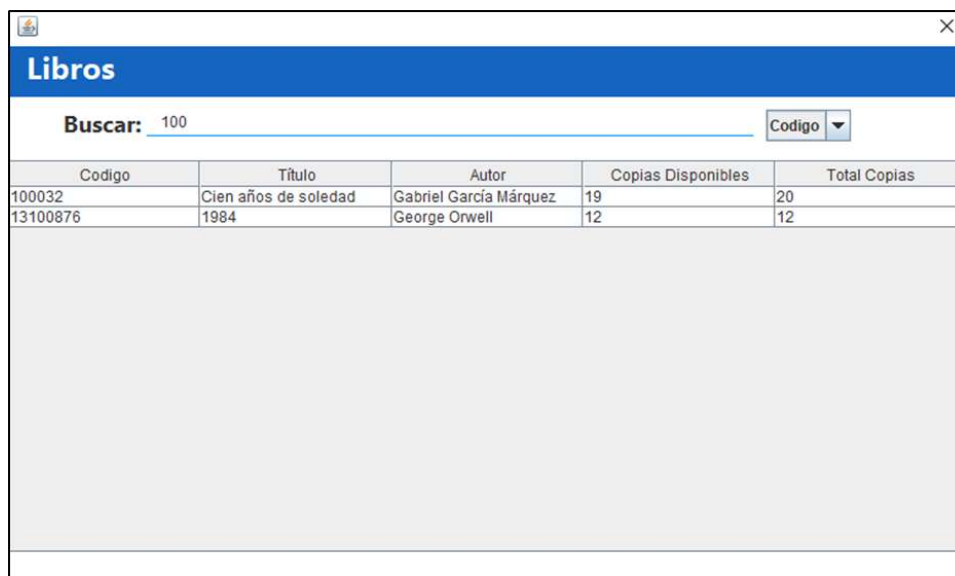 Libros
Buscar: 100 Codigo
Codigo Título Autor Copias Disponibles Total Copias
100032 Cien años de soledad Gabriel García Márquez 19 20
13100876 1984 George Orwell 12 12